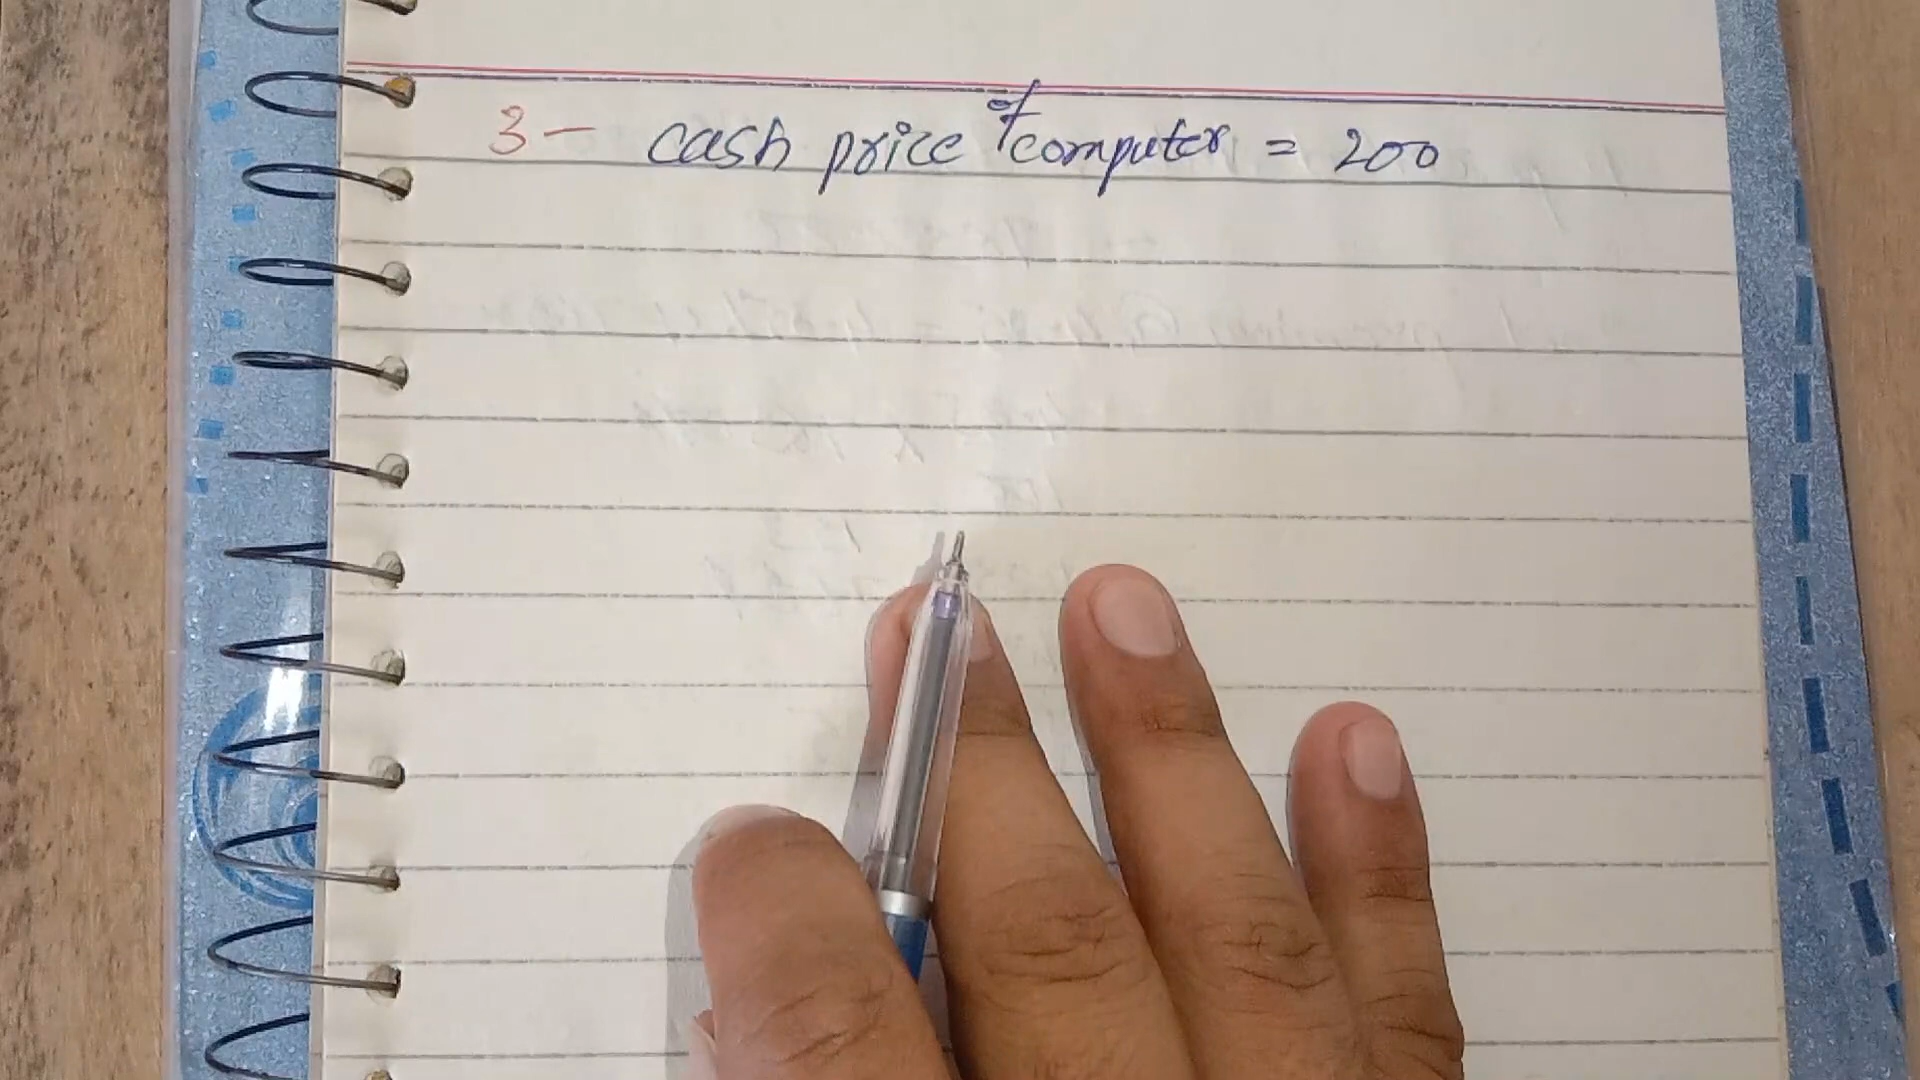 3- cash price of computer = 200